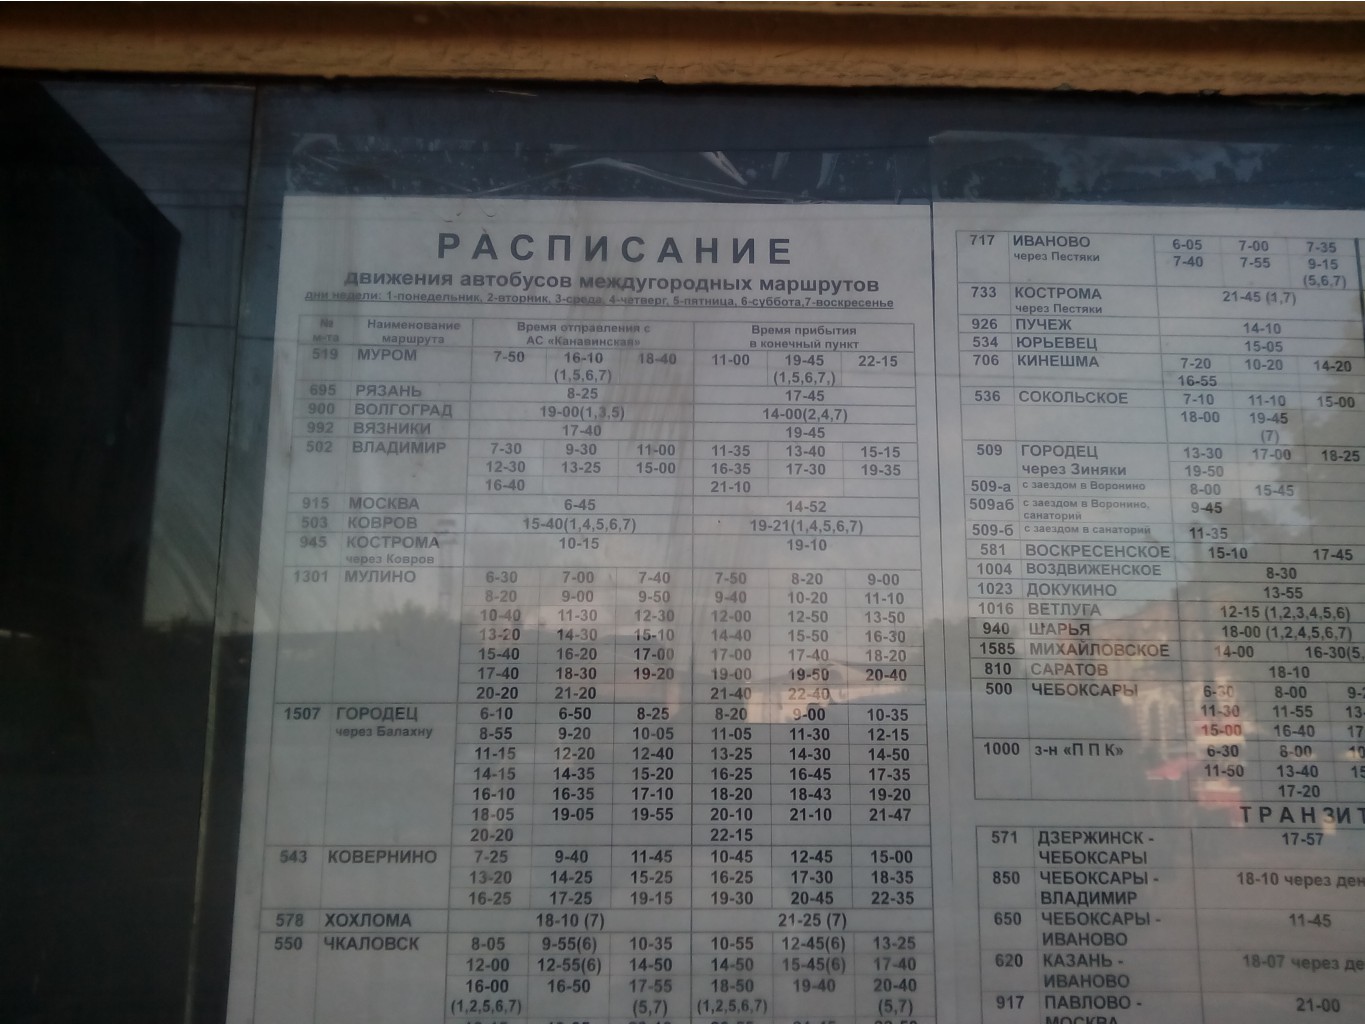 РАСПИСАНИЕ
движения автобусов междугородных маршрутов
дни недели: 1-понедельник, 2-вторник, 3-среда, 4-четверг, 5-пятница, 6-суббота,7-воскресенье
№ м-та Наименование маршрута Время отправления с АС «Канавинская» Время прибытия в конечный пункт
519 МУРОМ 7-50 16-10 18-40 11-00 19-45 22-15
(1,5,6,7) (1,5,6,7,)
695 РЯЗАНЬ 8-25 17-45
900 ВОЛГОГРАД 19-00(1,3,5) 14-00(2,4,7)
992 ВЯЗНИКИ 17-40 19-45
502 ВЛАДИМИР 7-30 9-30 11-00 11-35 13-40 15-15
12-30 13-25 15-00 16-35 17-30 19-35
16-40 21-10
915 МОСКВА 6-45 14-52
503 КОВРОВ 15-40(1,4,5,6,7) 19-21(1,4,5,6,7)
945 КОСТРОМА 10-15 19-10
через Ковров
1301 МУЛИНО 6-30 7-00 7-40 7-50 8-20 9-00
8-20 9-00 9-50 9-40 10-20 11-10
10-40 11-30 12-30 12-00 12-50 13-50
13-20 14-30 15-10 14-40 15-50 16-30
15-40 16-20 17-00 17-00 17-40 18-20
17-40 18-30 19-20 19-00 19-50 20-40
20-20 21-20 21-40 22-40
1507 ГОРОДЕЦ 6-10 6-50 8-25 8-20 9-00 10-35
через Балахну 8-55 9-20 10-05 11-05 11-30 12-15
11-15 12-20 12-40 13-25 14-30 14-50
14-15 14-35 15-20 16-25 16-45 17-35
16-10 16-35 17-10 18-20 18-43 19-20
18-05 19-05 19-55 20-10 21-10 21-47
20-20 22-15
543 КОВЕРНИНО 7-25 9-40 11-45 10-45 12-45 15-00
13-20 14-25 15-25 16-25 17-30 18-35
16-25 17-25 19-15 19-30 20-45 22-35
578 ХОХЛОМА 18-10 (7) 21-25 (7)
550 ЧКАЛОВСК 8-05 9-55(6) 10-35 10-55 12-45(6) 13-25
12-00 12-55(6) 14-50 14-50 15-45(6) 17-40
16-00 16-50 17-55 18-50 19-40 20-40
(1,2,5,6,7) (5,7) (1,2,5,6,7) (5,7)
717 ИВАНОВО 6-05 7-00 7-35
через Пестяки 7-40 7-55 9-15
(5,6,7)
733 КОСТРОМА 21-45 (1,7)
через Пестяки
926 ПУЧЕЖ 14-10
534 ЮРЬЕВЕЦ 15-05
706 КИНЕШМА 7-20 10-20 14-20
16-55
536 СОКОЛЬСКОЕ 7-10 11-10 15-00
18-00 19-45
(7)
509 ГОРОДЕЦ 13-30 17-00 18-25
через Зиняки 19-50
509-а с заездом в Воронино 8-00 15-45
509аб с заездом в Воронино, 9-45
санаторий
509-б с заездом в санаторий 11-35
581 ВОСКРЕСЕНСКОЕ 15-10 17-45
1004 ВОЗДВИЖЕНСКОЕ 8-30
1023 ДОКУКИНО 13-55
1016 ВЕТЛУГА 12-15 (1,2,3,4,5,6)
940 ШАРЬЯ 18-00 (1,2,4,5,6,7)
1585 МИХАЙЛОВСКОЕ 14-00 16-30(5,
810 САРАТОВ 18-10
500 ЧЕБОКСАРЫ 6-30 8-00 9-
11-30 11-55 13-
15-00 16-40 17-
1000 з-н «П П К» 6-30 8-00 10
11-50 13-40 15
17-20
ТРАНЗИТ
571 ДЗЕРЖИНСК - 17-57
ЧЕБОКСАРЫ
850 ЧЕБОКСАРЫ - 18-10 через ден
ВЛАДИМИР
650 ЧЕБОКСАРЫ - 11-45
ИВАНОВО
620 КАЗАНЬ - 18-07 через де
ИВАНОВО
917 ПАВЛОВО - 21-00
МОСКВА